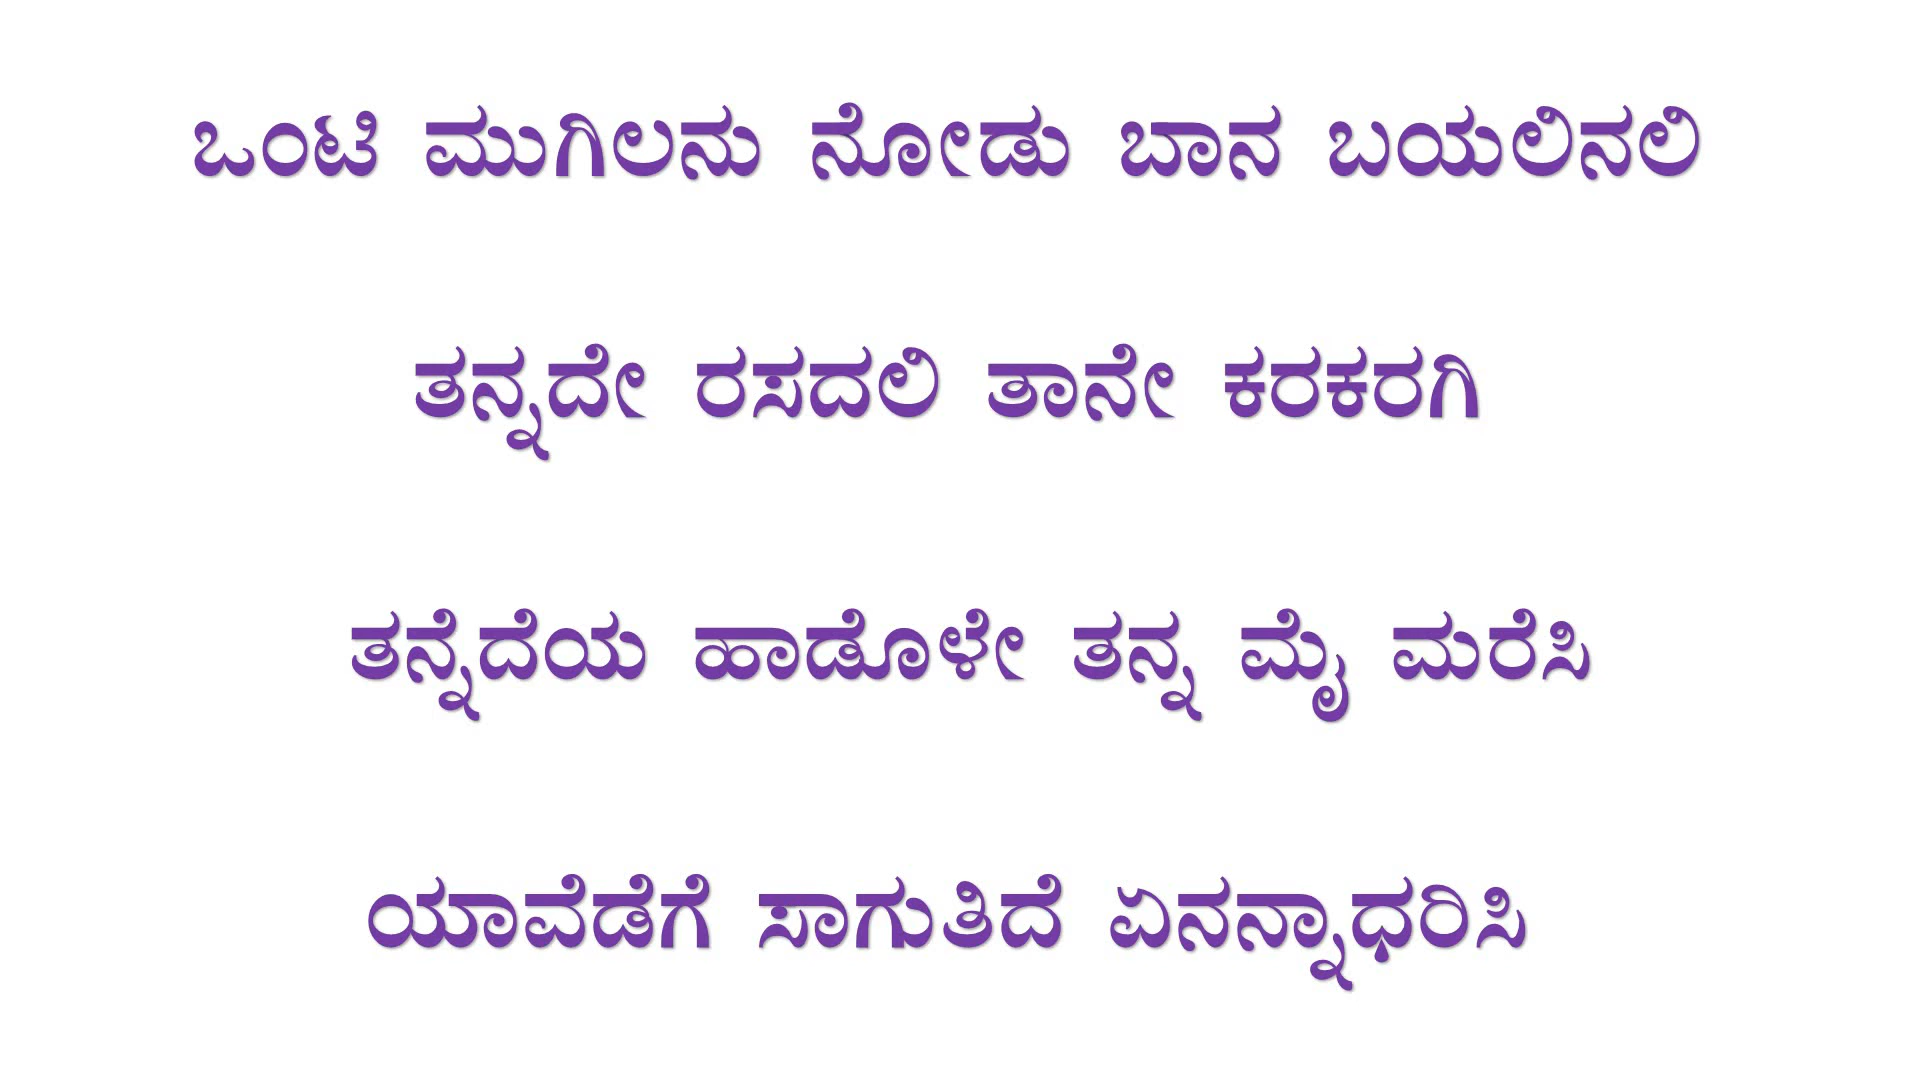 ಒಂಟಿ ಮುಗಿಲನು ನೋಡು ಬಾನ ಬಯಲಿನಲಿ
ತನ್ನದೇ ರಸದಲಿ ತಾನೇ ಕರಕರಗಿ
ತನ್ನೆದೆಯ ಹಾಡೊಳೇ ತನ್ನ ಮೈ ಮರೆಸಿ
ಯಾವೆಡೆಗೆ ಸಾಗುತಿದೆ ಏನನ್ನಾಧರಿಸಿ